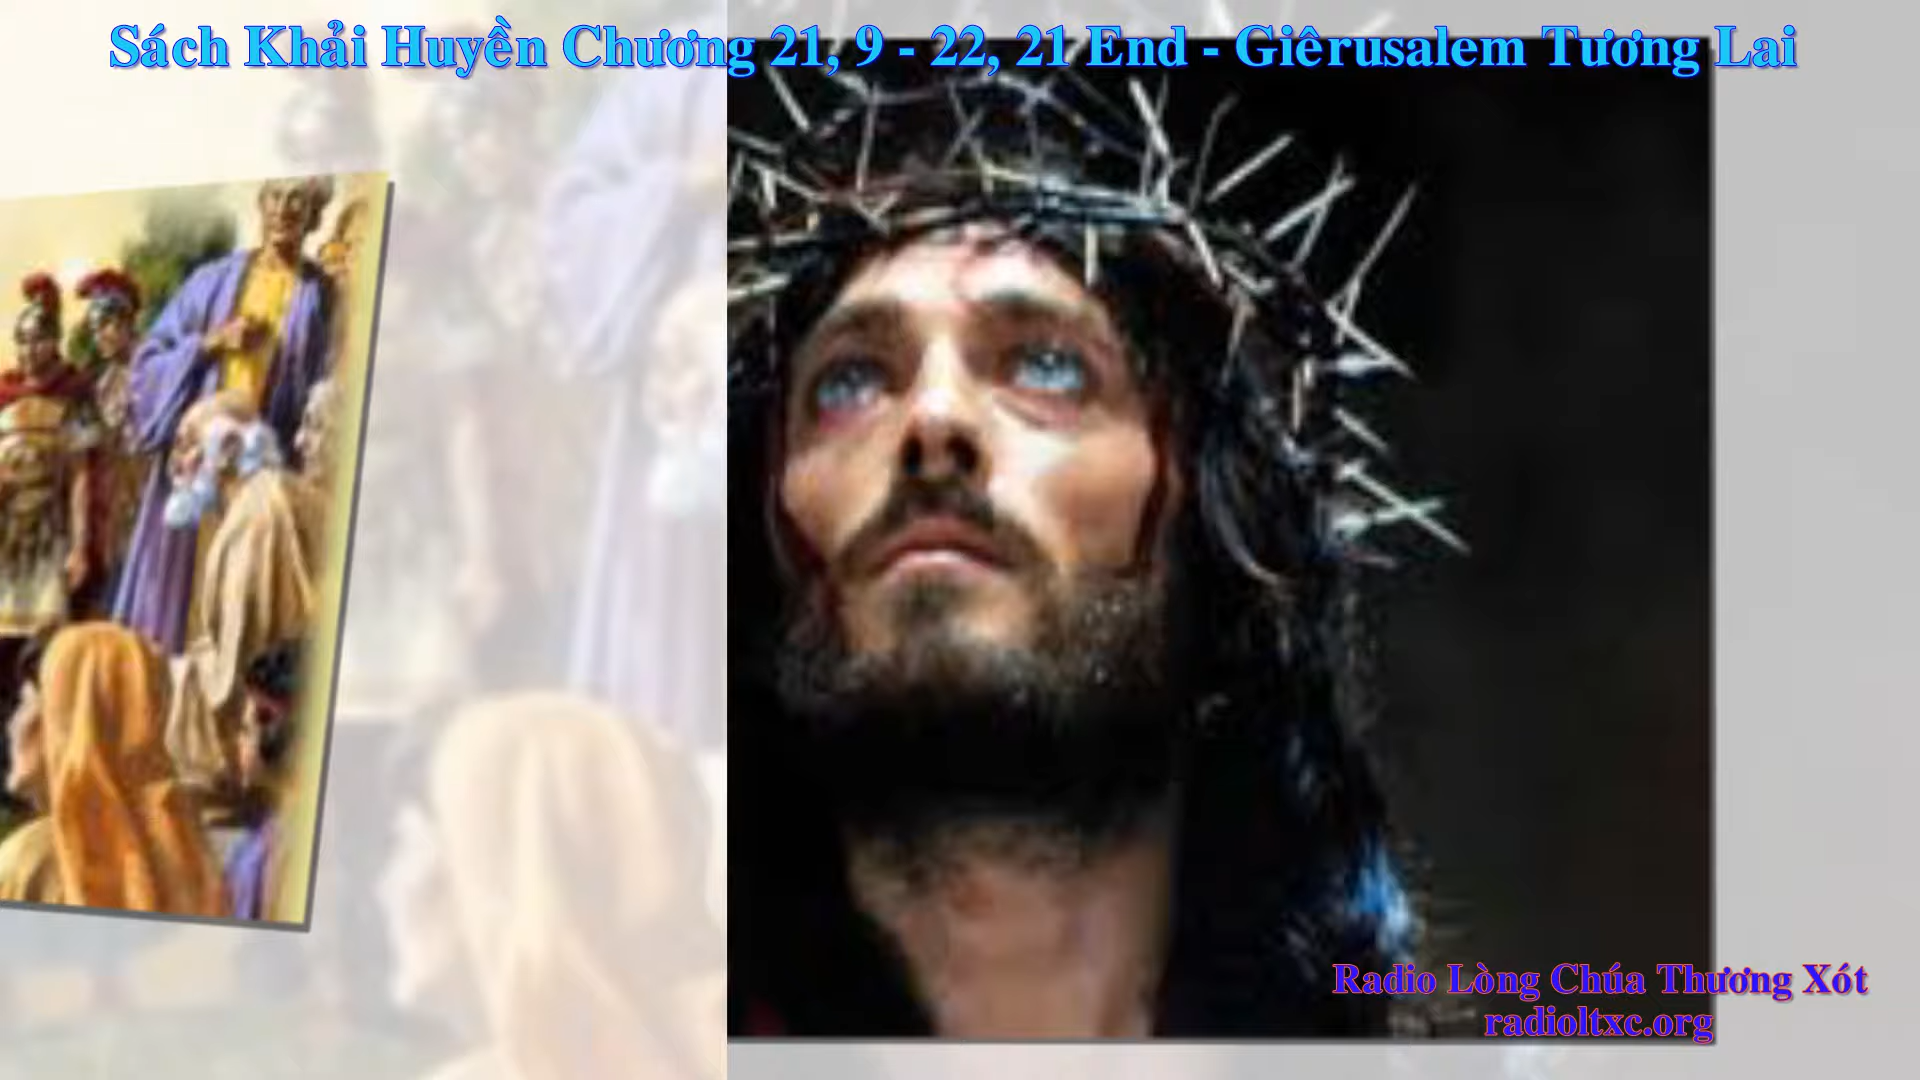 Sách Khải Huyền Chương 21, 9 - 22, 21 End - Giêrusalem Tương Lai
Radio Lòng Chúa Thương Xót
radioltxc.org